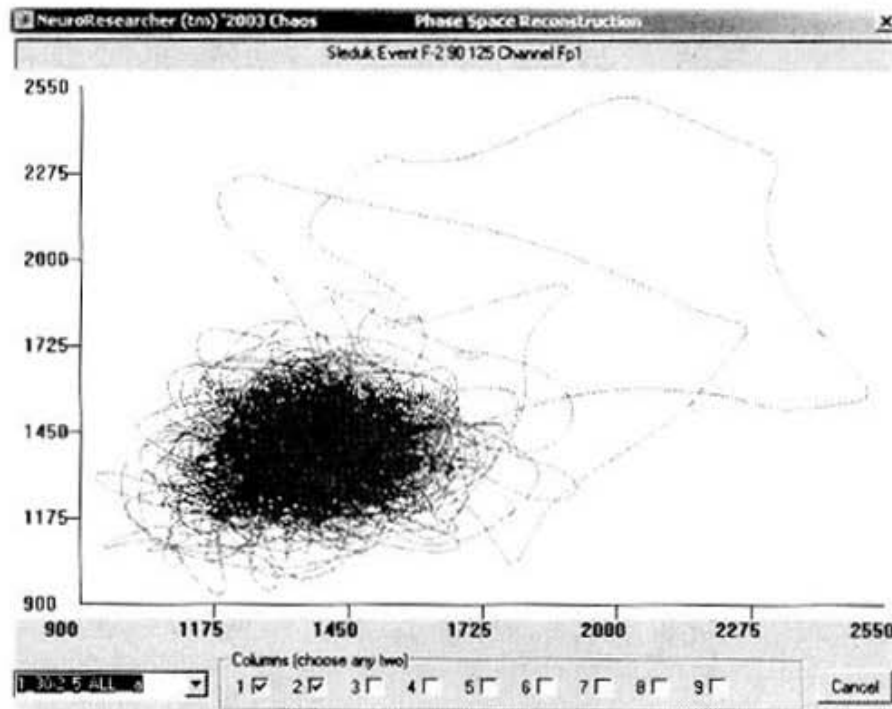 NeuroResearcher (tm) '2003 Chaos Phase Space Reconstruction
Sleduk Event F-2 90 125 Channel Fp1
2550
2275
2000
1725
1450
1175
900
900 1175 1450 1725 2000 2275 2550
Columns (choose any two)
ALL 1 2 3 4 5 6 7 8 9 Cancel